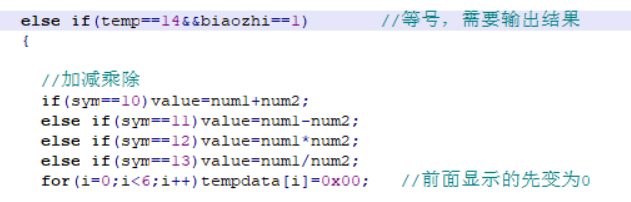 else if(temp==14&&biaozhi==1)        //等号，需要输出结果
{
//加减乘除
if(sym==10)value=num1+num2;
else if(sym==11)value=num1-num2;
else if(sym==12)value=num1*num2;
else if(sym==13)value=num1/num2;
for(i=0;i<6;i++)tempdata[i]=0x00;   //前面显示的先变为0